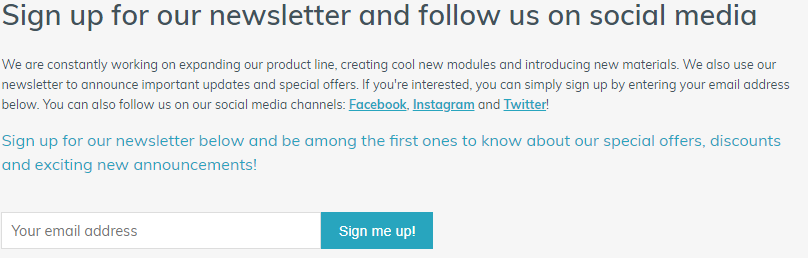 Sign up for our newsletter and follow us on social media
We are constantly working on expanding our product line, creating cool new modules and introducing new materials. We also use our
newsletter to announce important updates and special offers. If you're interested, you can simply sign up by entering your email address
below. You can also follow us on our social media channels: Facebook, Instagram and Twitter!
Sign up for our newsletter below and be among the first ones to know about our special offers, discounts
and exciting new announcements!
Your email address
Sign me up!